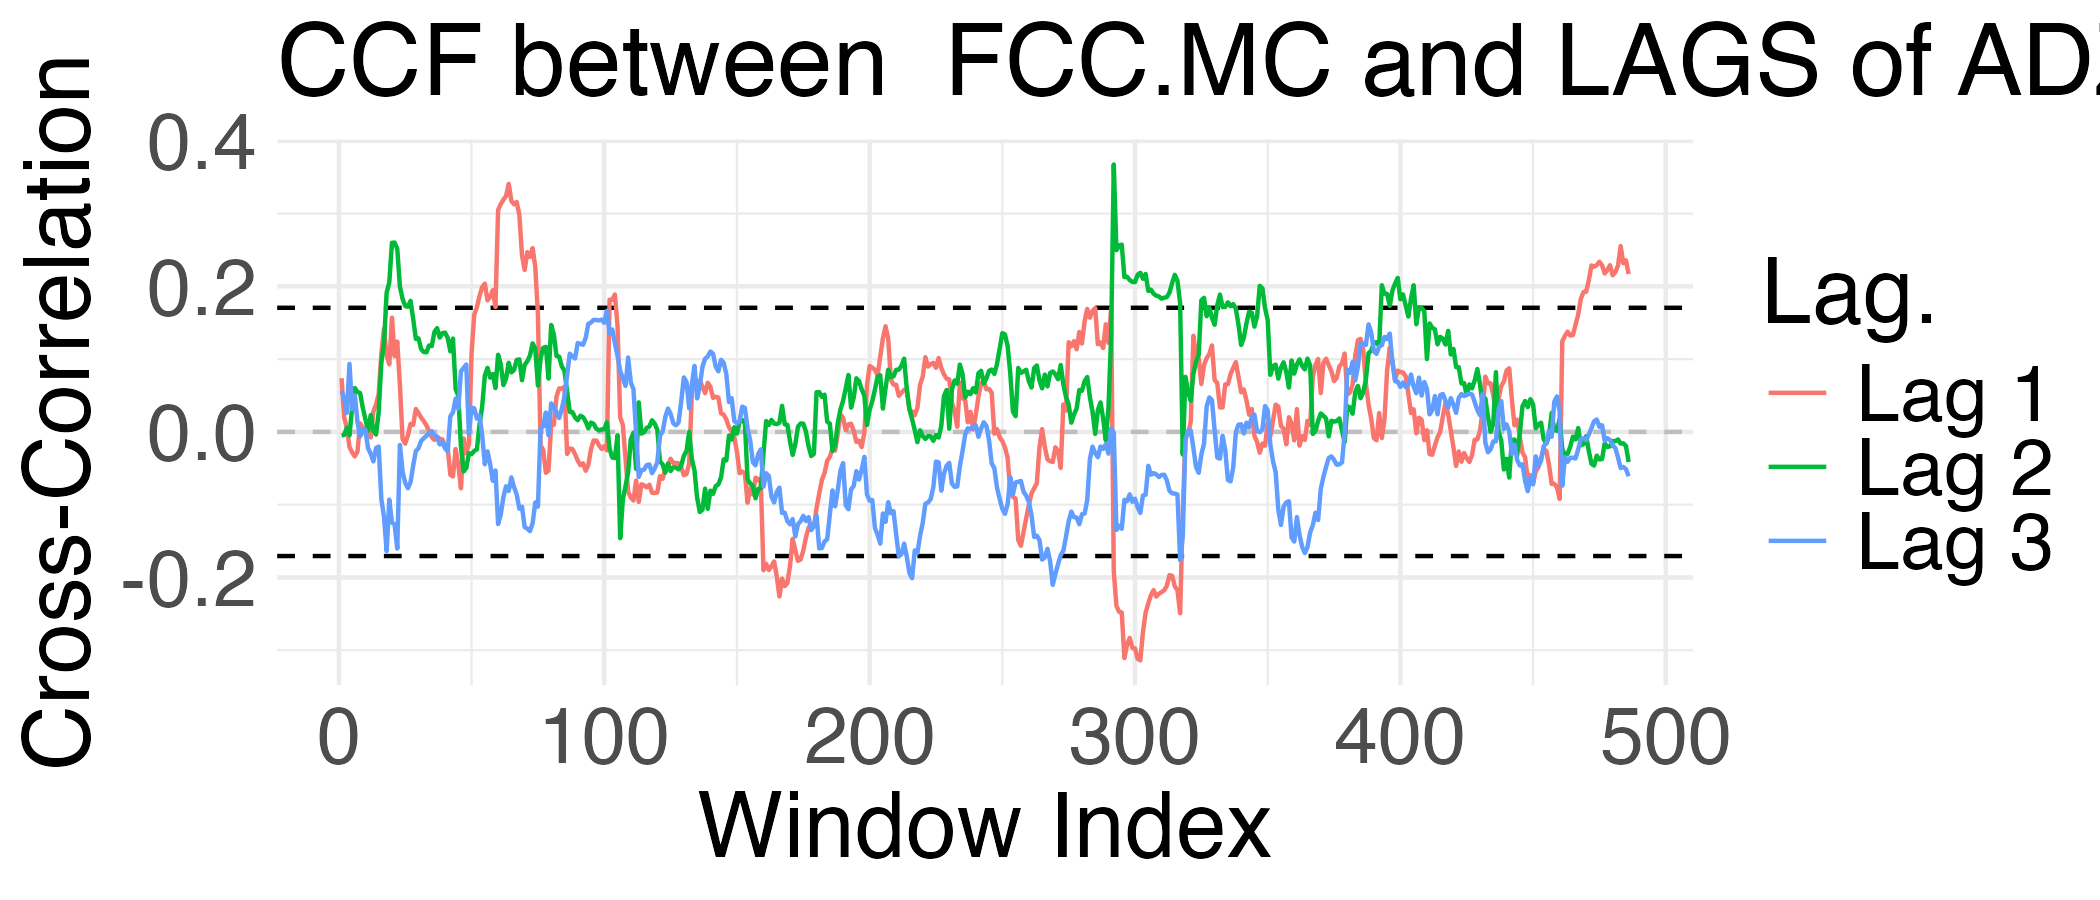 CCF between FCC.MC and LAGS of
Cross-Correlation
0.4
0.2
0.0
-0.2
0
100
200
300
400
500
Window Index
Lag.
Lag 1
Lag 2
Lag 3